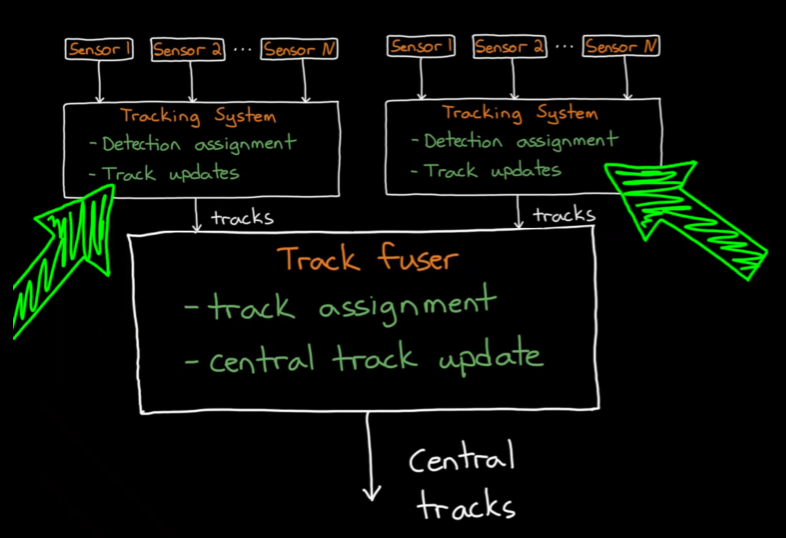 Sensor 1 Sensor 2 ... Sensor N
Tracking System
- Detection assignment
- Track updates
tracks
Sensor 1 Sensor 2 ... Sensor N
Tracking System
- Detection assignment
- Track updates
tracks
Track fuser
- track assignment
- central track update
Central
tracks